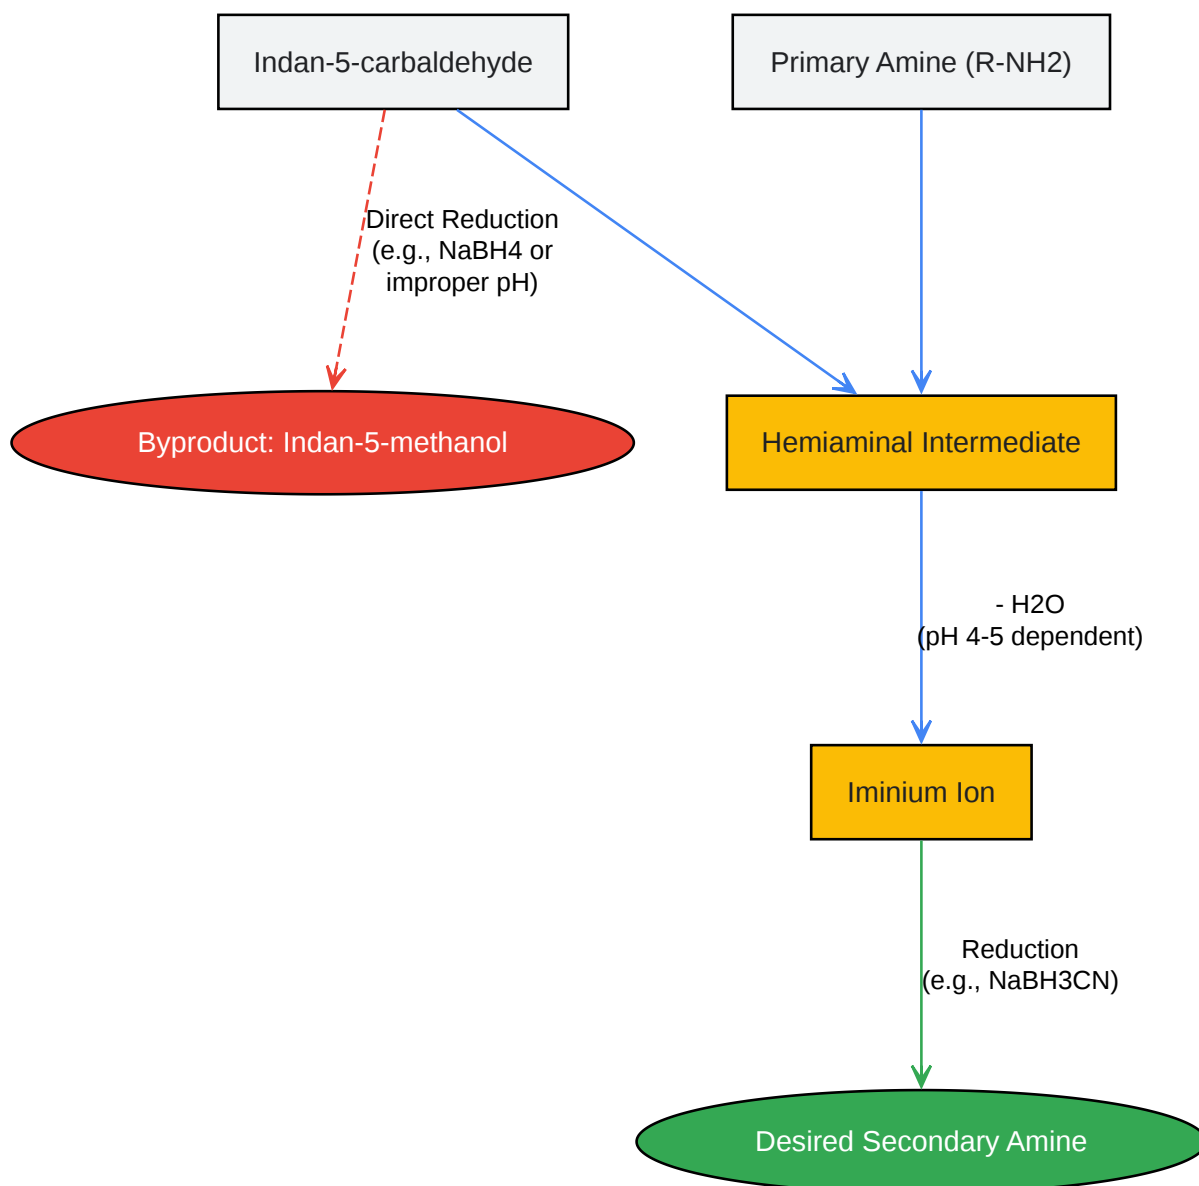 Indan-5-carbaldehyde
Primary Amine (R-NH2)
Direct Reduction
(e.g., NaBH4 or
improper pH)
Byproduct: Indan-5-methanol
Hemiaminal Intermediate
- H2O
(pH 4-5 dependent)
Iminium Ion
Reduction
(e.g., NaBH3CN)
Desired Secondary Amine